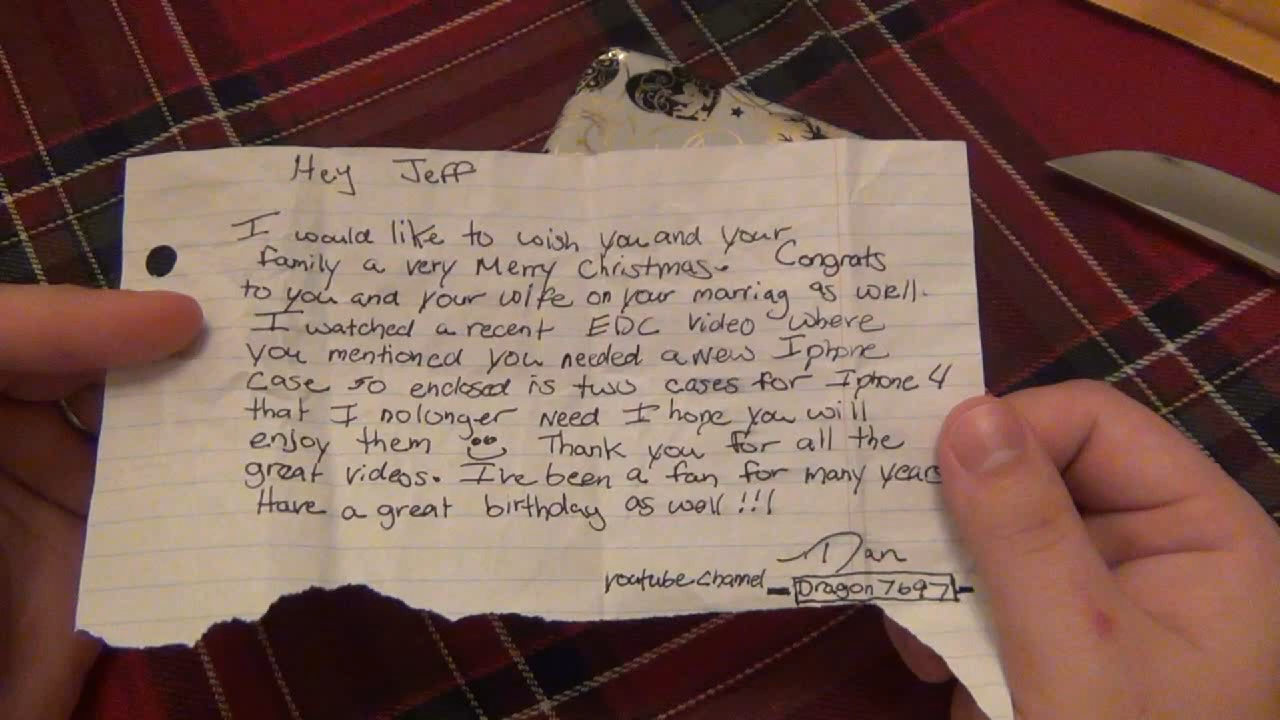 Hey Jeff
I would like to wish you and your
family a very Merry Christmas. Congrats
to you and your wife on your marriag as well.
I watched a recent EDC video where
you mentioned you needed a new Iphone
case so enclosed is two cases for Iphone 4
that I no longer need I hope you will
enjoy them Thank you for all the
great videos. I've been a fan for many years
Have a great birthday as well!!!
Dan
youtube channel - Dragon7697 -